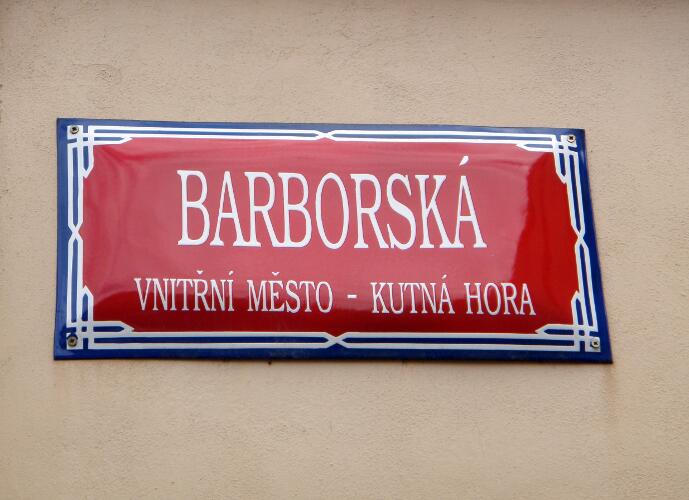 BARBORSKÁ
VNITŘNÍ MĚSTO - KUTNÁ HORA